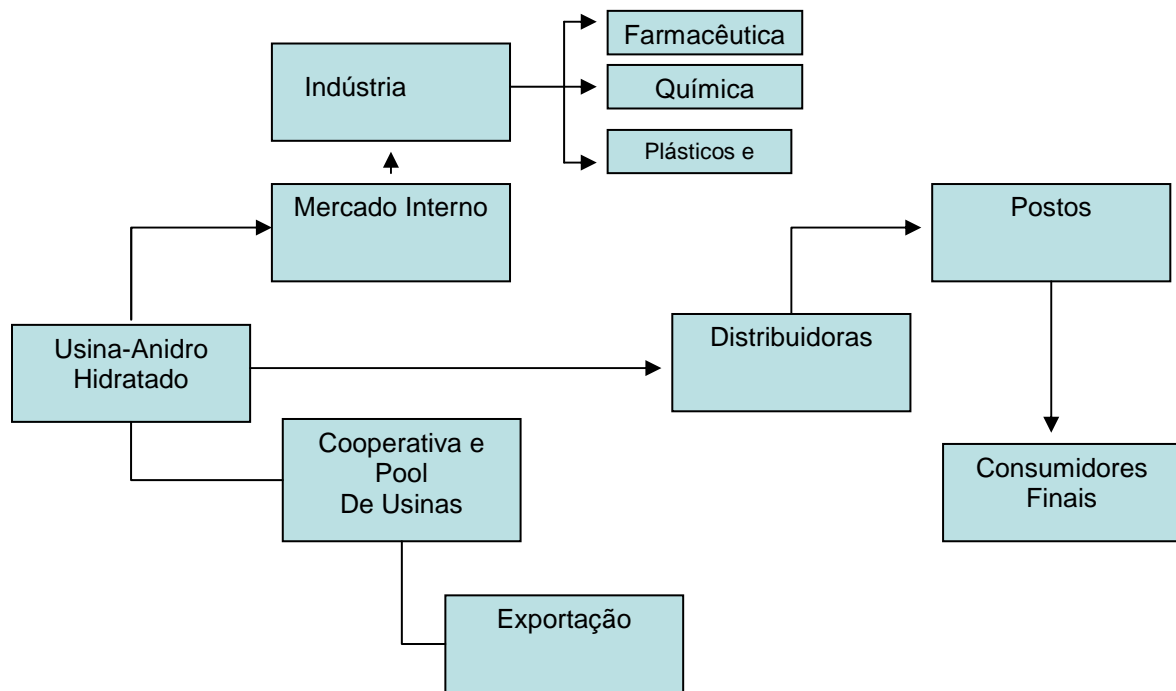 Farmacêutica
Indústria
Química
Plásticos e
Mercado Interno
Postos
Usina-Anidro
Hidratado
Distribuidoras
Cooperativa e
Pool
De Usinas
Consumidores
Finais
Exportação